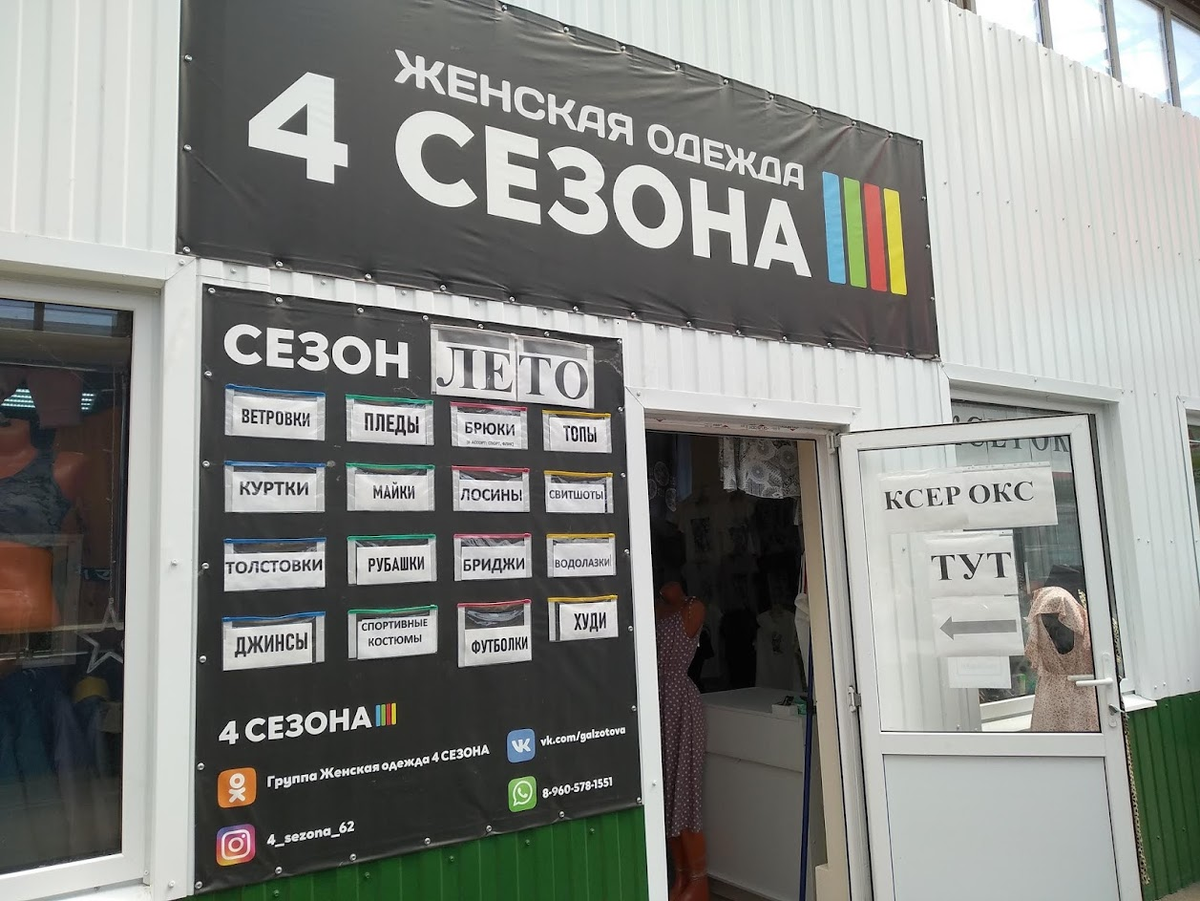 ЖЕНСКАЯ ОДЕЖДА
4 СЕЗОНА
СЕЗОН ЛЕТО
ВЕТРОВКИ ПЛЕДЫ БРЮКИ ТОПЫ
КУРТКИ МАЙКИ ЛОСИНЫ СВИТШОТЫ
ТОЛСТОВКИ РУБАШКИ БРИДЖИ ВОДОЛАЗКИ
ДЖИНСЫ СПОРТИВНЫЕ КОСТЮМЫ ФУТБОЛКИ ХУДИ
4 СЕЗОНА
Группа Женская одежда 4 СЕЗОНА
vk.com/galzotova
8-960-578-1551
4_sezona_62
КСЕРОКС
ТУТ